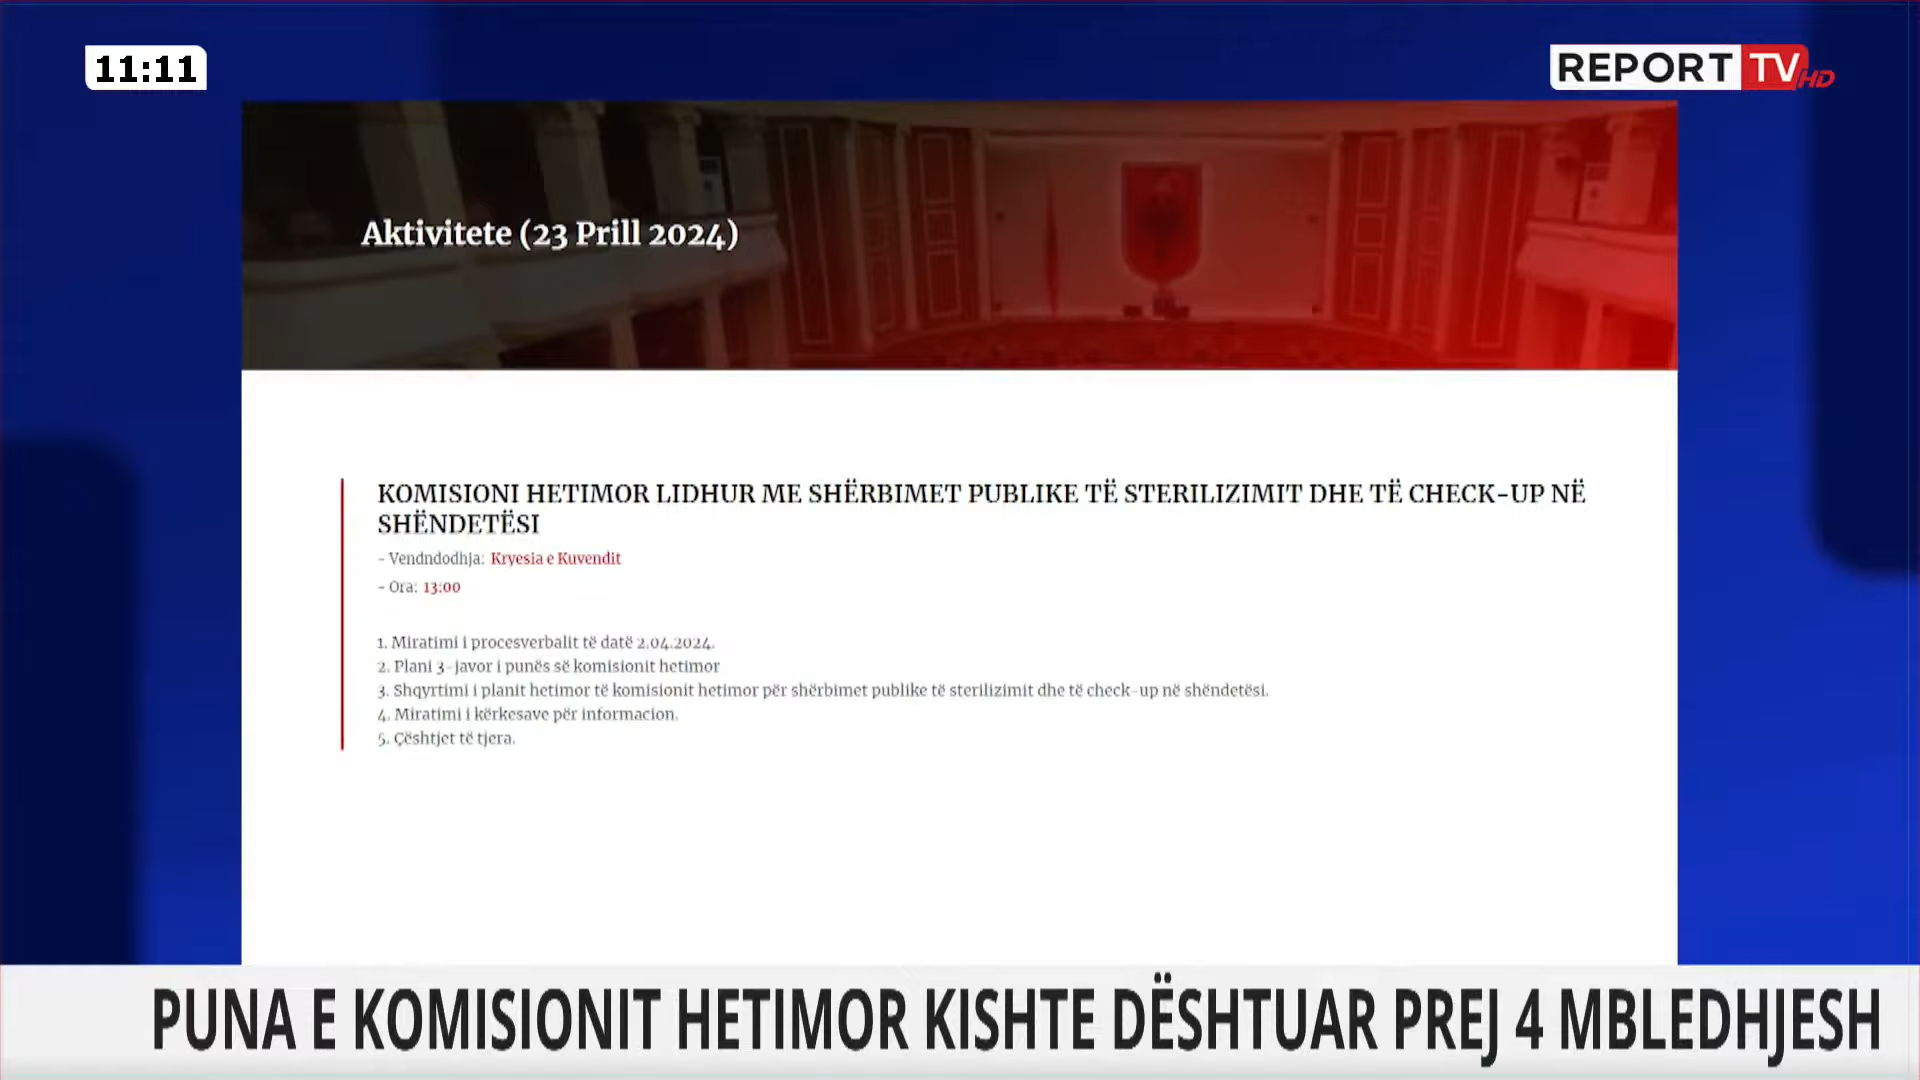 11:11
REPORT TV HD
Aktivitete (23 Prill 2024)
KOMISIONI HETIMOR LIDHUR ME SHËRBIMET PUBLIKE TË STERILIZIMIT DHE TË CHECK-UP NË
SHËNDETËSI
- Vendndodhja: Kryesia e Kuvendit
- Ora: 13:00
1. Miratimi i procesverbalit të datë 2.04.2024.
2. Plani 3-javor i punës së komisionit hetimor
3. Shqyrtimi i planit hetimor të komisionit hetimor për shërbimet publike të sterilizimit dhe të check-up në shëndetësi.
4. Miratimi i kërkesave për informacion.
5. Çështjet të tjera.
PUNA E KOMISIONIT HETIMOR KISHTE DËSHTUAR PREJ 4 MBLEDHJESH